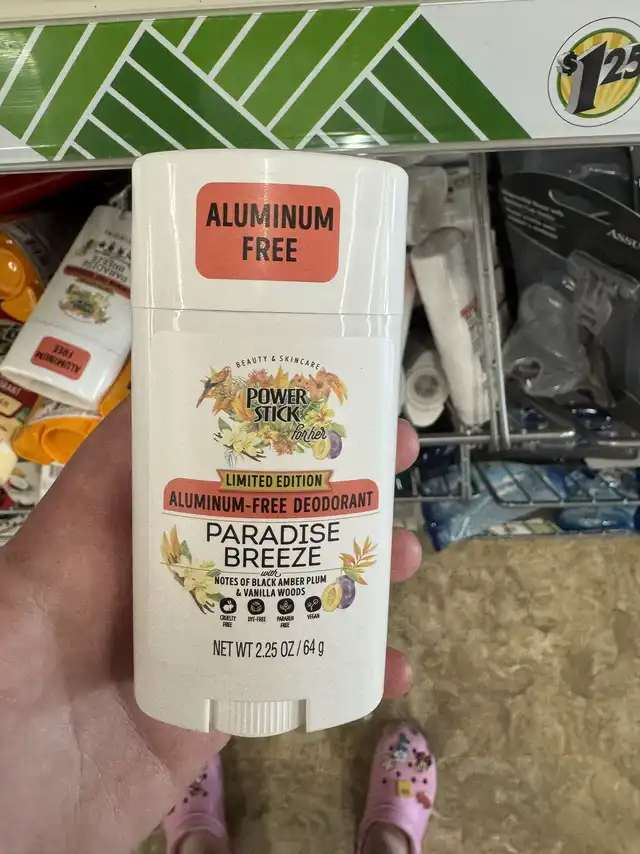 $1.25
ALUMINUM
FREE
BEAUTY & SKINCARE
POWER
STICK
for her
LIMITED EDITION
ALUMINUM-FREE DEODORANT
PARADISE
BREEZE
with
NOTES OF BLACK AMBER PLUM
& VANILLA WOODS
CRUELTY
FREE
DYE-FREE
PARABEN
FREE
VEGAN
NET WT 2.25 OZ / 64 g
PARADISE
BREEZE
ALUMINUM
FREE